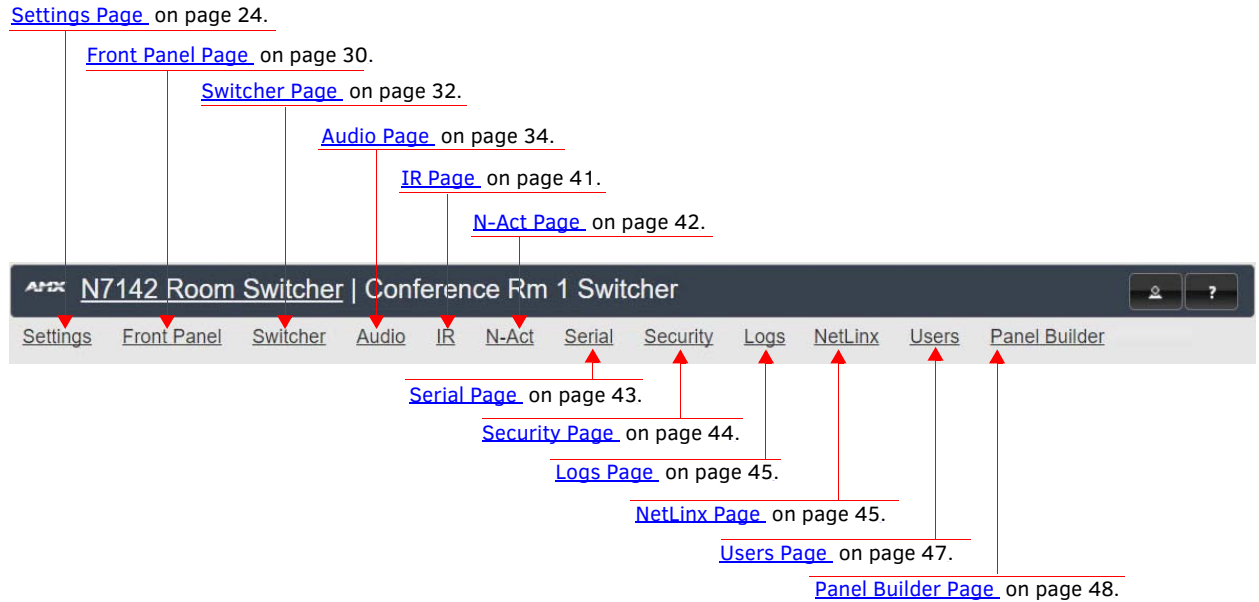 Settings Page on page 24.
Front Panel Page on page 30.
Switcher Page on page 32.
Audio Page on page 34.
IR Page on page 41.
N-Act Page on page 42.
AMX N7142 Room Switcher | Conference Rm 1 Switcher ?
Settings Front Panel Switcher Audio IR N-Act Serial Security Logs NetLinx Users Panel Builder
Serial Page on page 43.
Security Page on page 44.
Logs Page on page 45.
NetLinx Page on page 45.
Users Page on page 47.
Panel Builder Page on page 48.